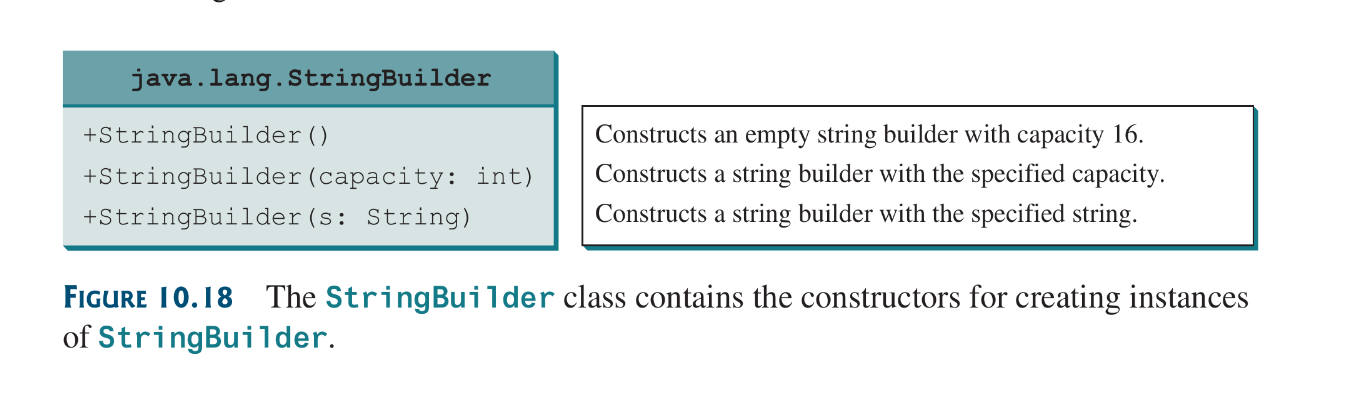 java.lang.StringBuilder
+StringBuilder()
+StringBuilder(capacity: int)
+StringBuilder(s: String)
Constructs an empty string builder with capacity 16.
Constructs a string builder with the specified capacity.
Constructs a string builder with the specified string.
FIGURE 10.18 The StringBuilder class contains the constructors for creating instances
of StringBuilder.